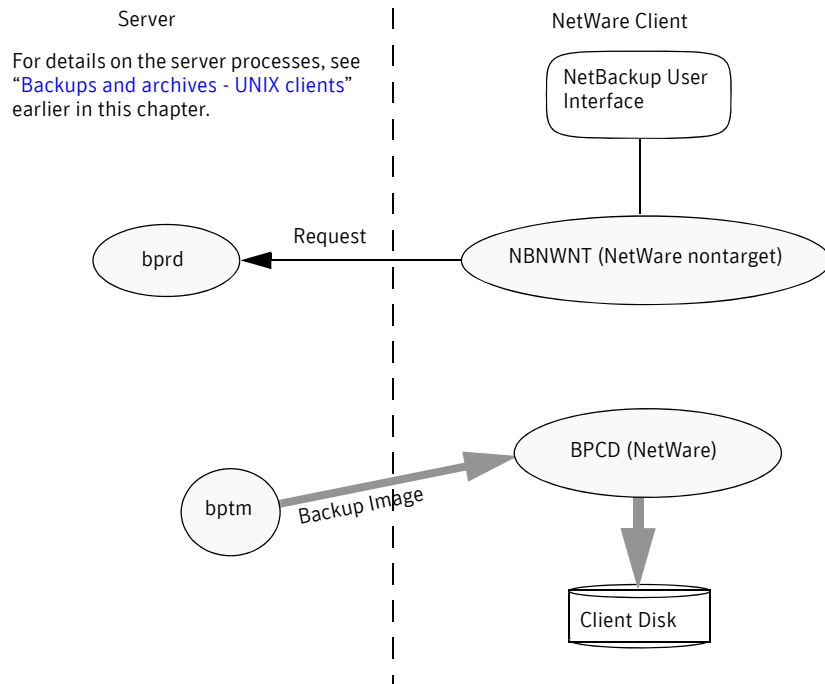 Server
NetWare Client
For details on the server processes, see
“Backups and archives - UNIX clients”
earlier in this chapter.
NetBackup User
Interface
Request
bprd
NBNWNT (NetWare nontarget)
BPCD (NetWare)
bptm
Backup Image
Client Disk